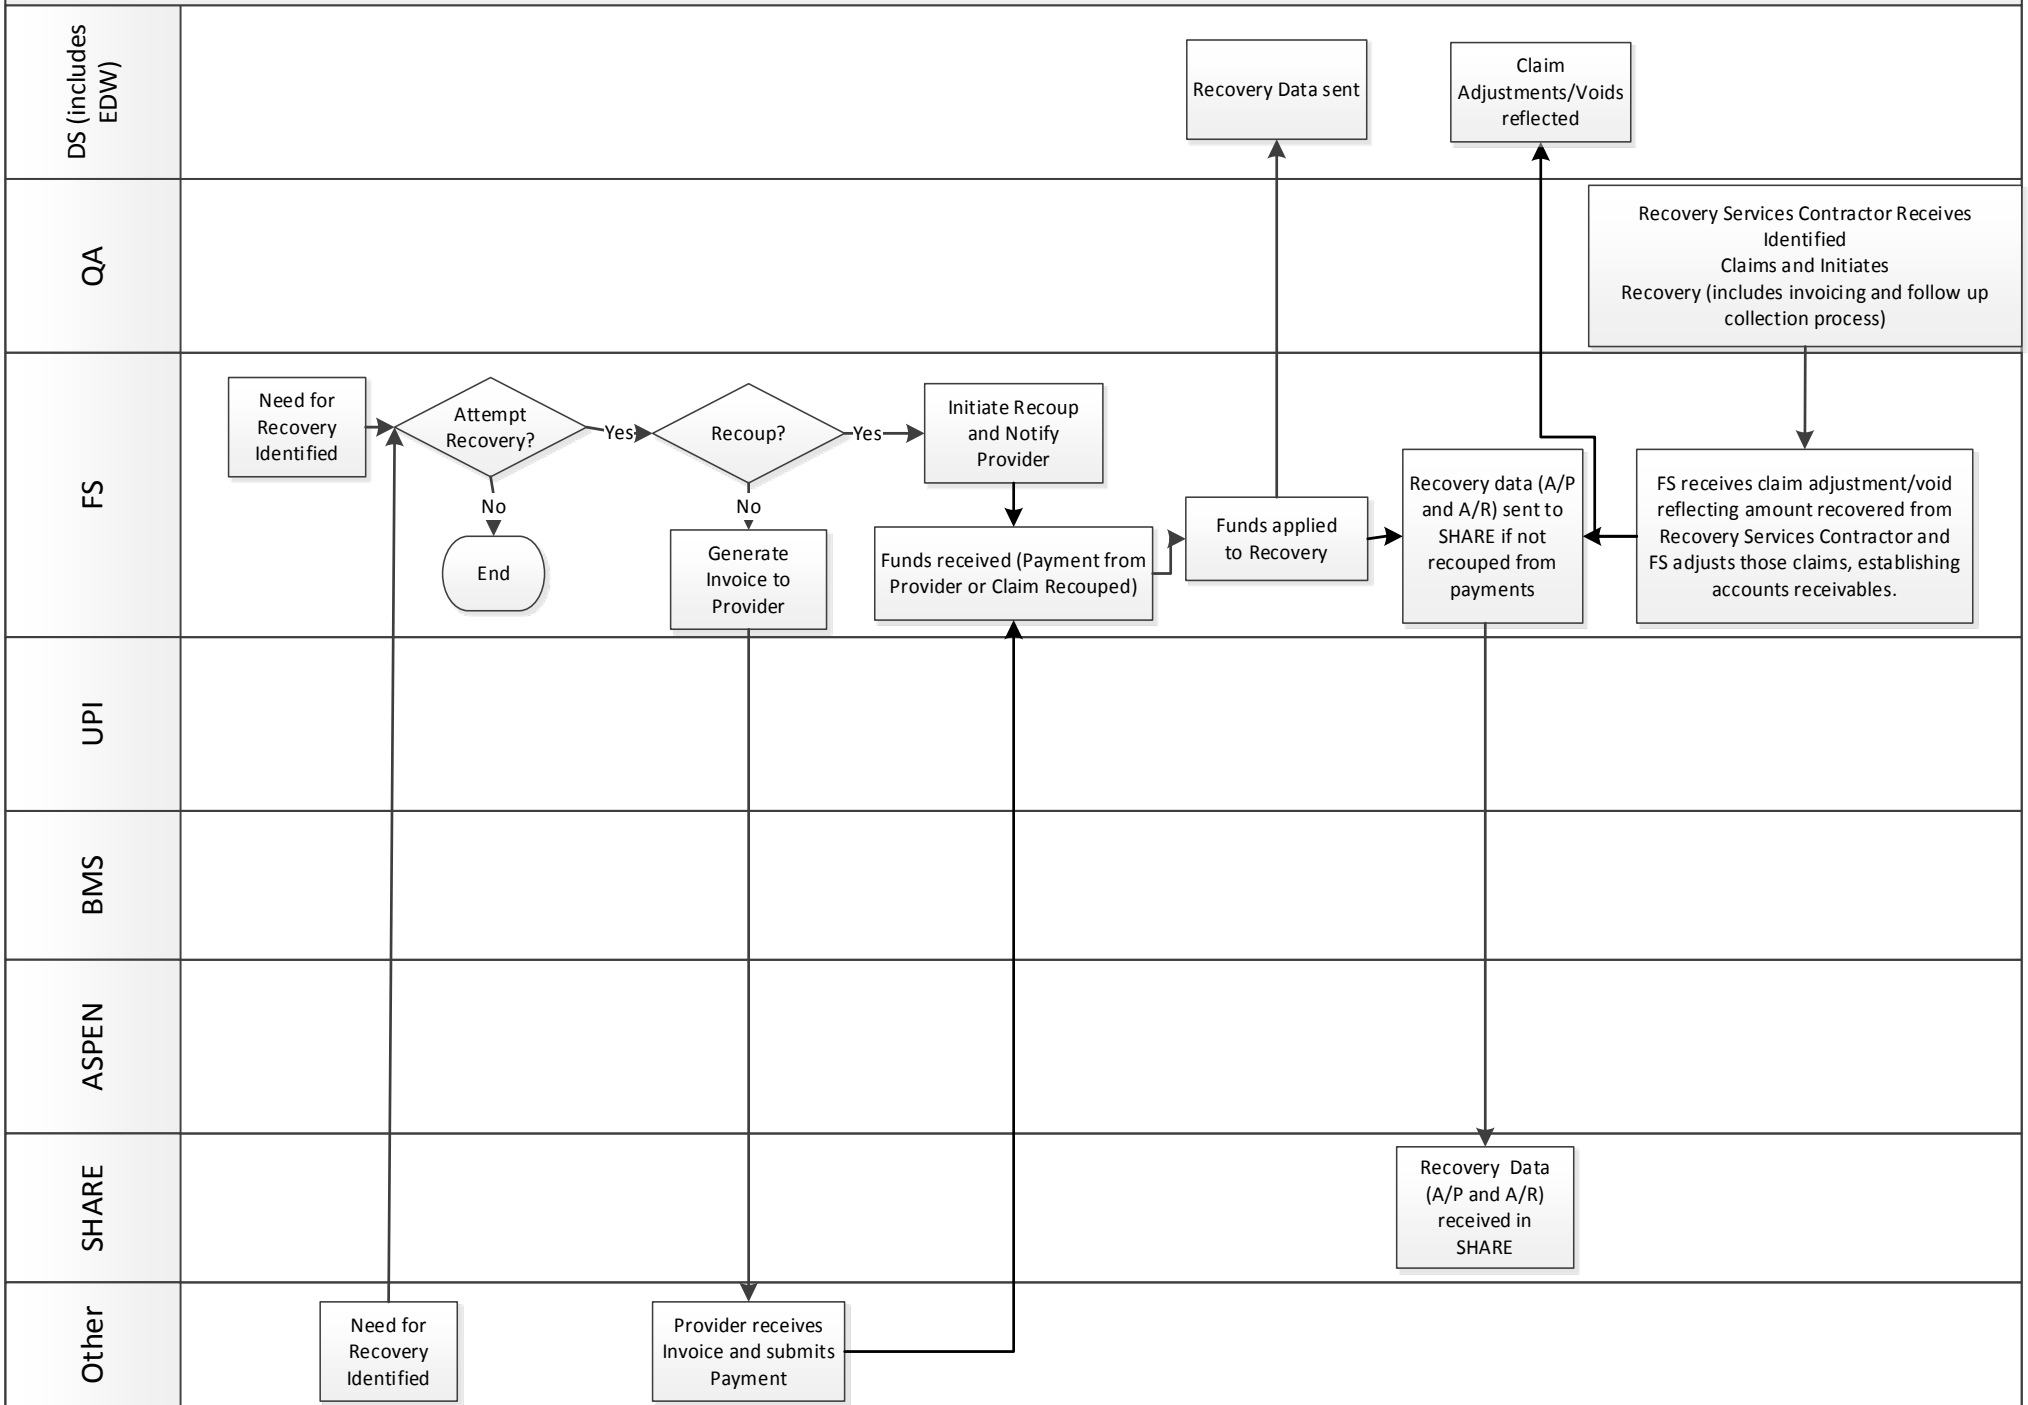 DS (includes
EDW)
Recovery Data sent
Claim
Adjustments/Voids
reflected
QA
Recovery Services Contractor Receives
Identified
Claims and Initiates
Recovery (includes invoicing and follow up
collection process)
FS
Need for
Recovery
Identified
Attempt
Recovery?
Yes
No
End
Recoup?
Yes
No
Generate
Invoice to
Provider
Initiate Recoup
and Notify
Provider
Funds received (Payment from
Provider or Claim Recouped)
Funds applied
to Recovery
Recovery data (A/P
and A/R) sent to
SHARE if not
recouped from
payments
FS receives claim adjustment/void
reflecting amount recovered from
Recovery Services Contractor and
FS adjusts those claims, establishing
accounts receivables.
UPI
BMS
ASPEN
SHARE
Recovery Data
(A/P and A/R)
received in
SHARE
Other
Need for
Recovery
Identified
Provider receives
Invoice and submits
Payment